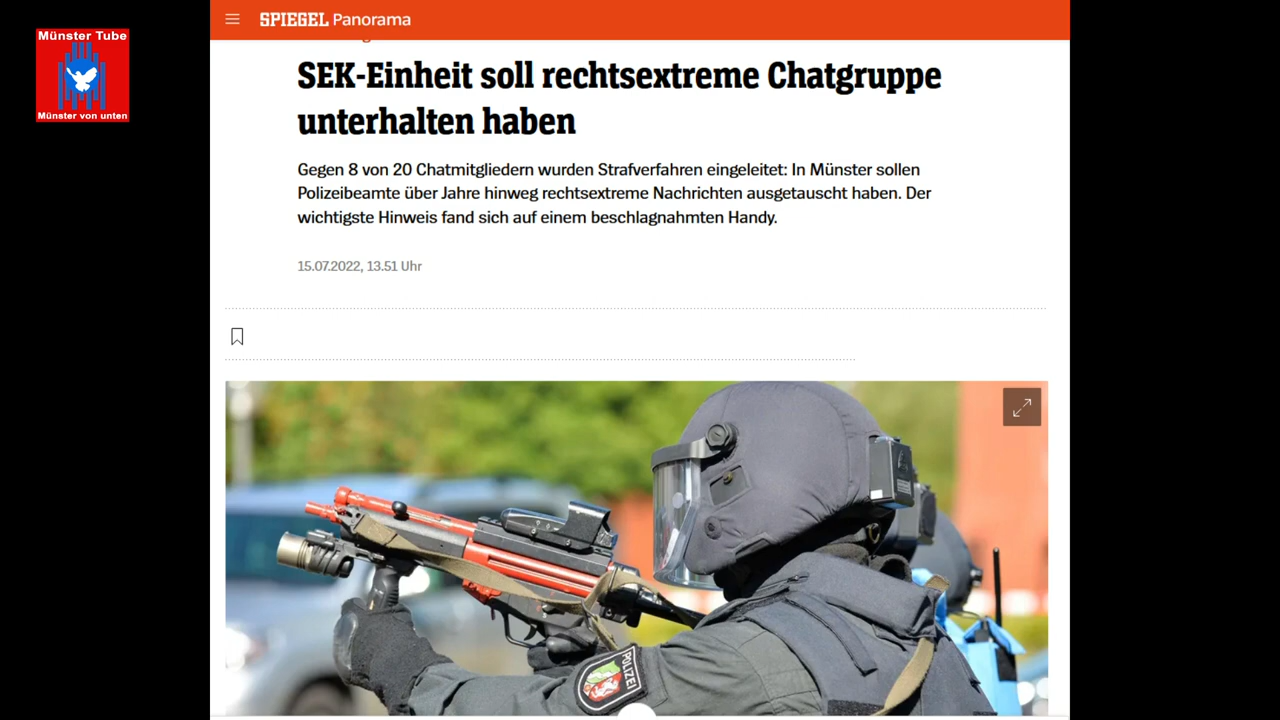 Münster Tube
Münster von unten
SPIEGEL Panorama
SEK-Einheit soll rechtsextreme Chatgruppe
unterhalten haben
Gegen 8 von 20 Chatmitgliedern wurden Strafverfahren eingeleitet: In Münster sollen
Polizeibeamte über Jahre hinweg rechtsextreme Nachrichten ausgetauscht haben. Der
wichtigste Hinweis fand sich auf einem beschlagnahmten Handy.
15.07.2022, 13.51 Uhr
POLIZEI